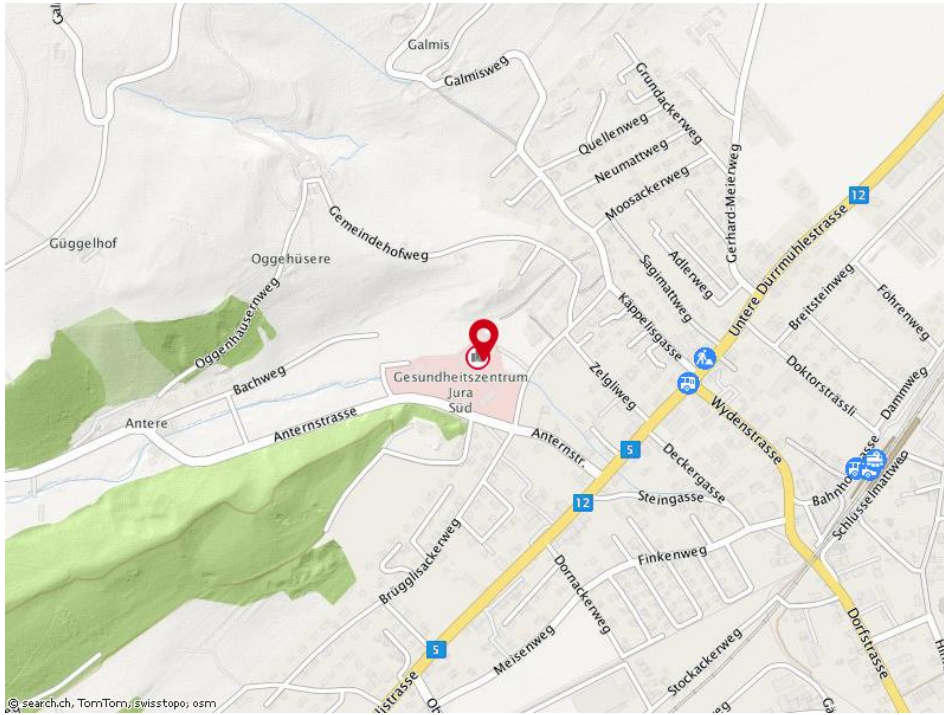 Galmis
Galmisweg
Grundackerweg
Quellenweg
Neumattweg
Moosackerweg
Gerhard-Meierweg
12
Güggelhof
Oggehüsere
Gemeindehofweg
Sagimattweg
Adlerweg
Untere Dürrmühlestrasse
Breitsteinweg
Föhrenweg
Oggenhäusernweg
Käppelisgasse
Bachweg
Gesundheitszentrum
Jura
Süd
Zelgliweg
Doktorsträssli
Dammweg
Antere
Anternstrasse
Anternstr.
Wydenstrasse
5
Deckergasse
Bahnhofstrasse
Schlüsselmattweg
12
Steingasse
Finkenweg
Brügglisackerweg
Dornackerweg
Dorfstrasse
5
Meisenweg
Stockackerweg
© search.ch, TomTom, swisstopo, osm